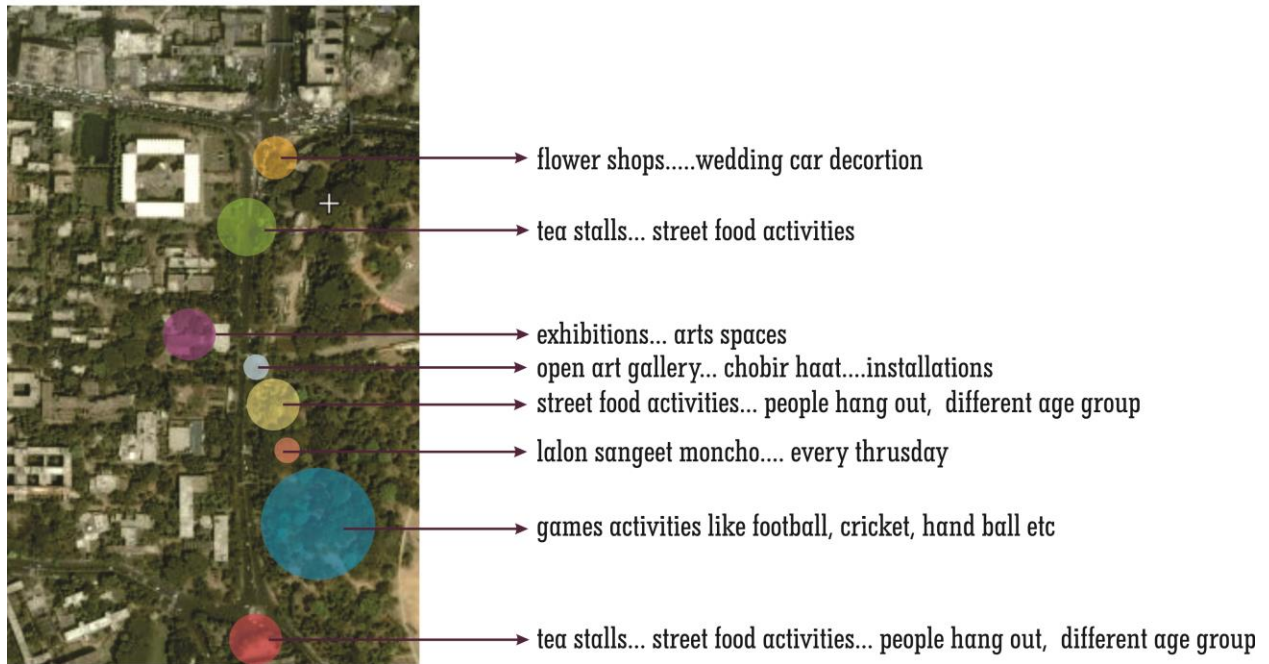 flower shops.....wedding car decortion
tea stalls... street food activities
exhibitions... arts spaces
open art gallery... chobir haat....installations
street food activities... people hang out, different age group
lalon sangeet moncho.... every thrusday
games activities like football, cricket, hand ball etc
tea stalls... street food activities... people hang out, different age group